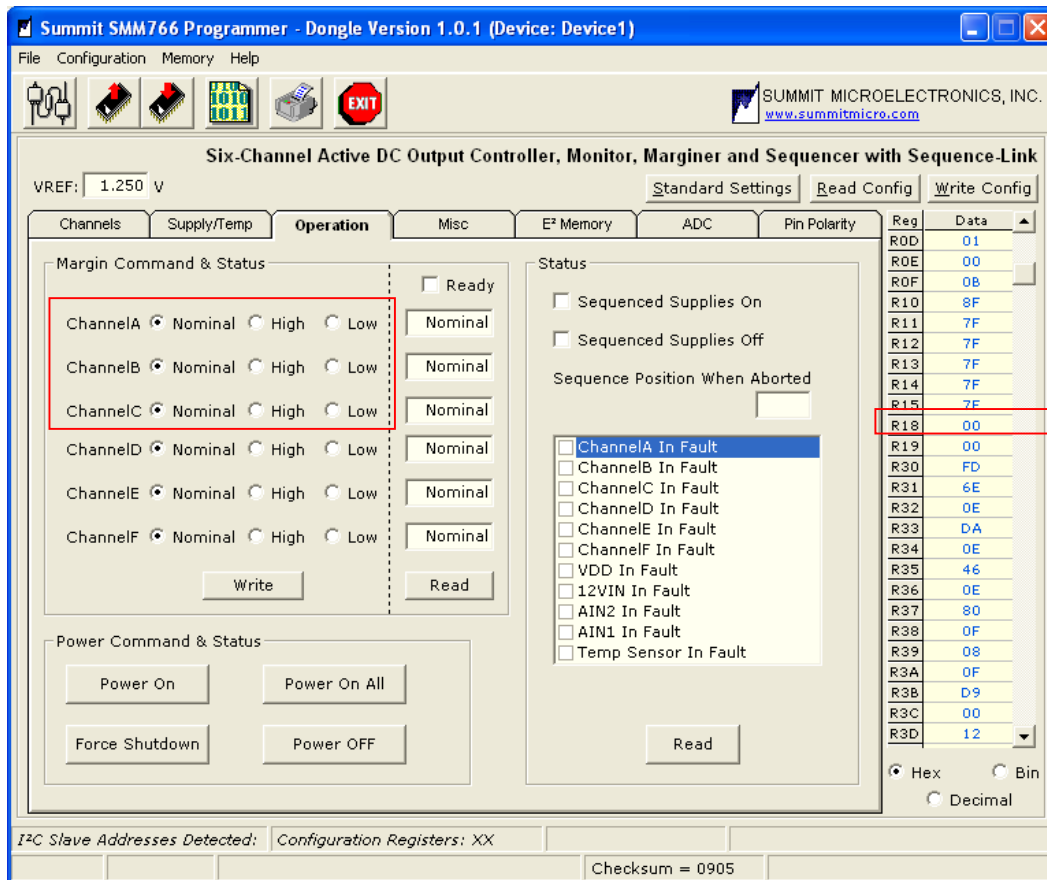 Summit SMM766 Programmer - Dongle Version 1.0.1 (Device: Device1)
File Configuration Memory Help
1010
1011
EXIT
SUMMIT MICROELECTRONICS, INC.
www.summitmicro.com
Six-Channel Active DC Output Controller, Monitor, Marginer and Sequencer with Sequence-Link
VREF: 1.250 V
Standard Settings
Read Config
Write Config
Channels
Supply/Temp
Operation
Misc
E² Memory
ADC
Pin Polarity
Margin Command & Status
Ready
ChannelA Nominal High Low Nominal
ChannelB Nominal High Low Nominal
ChannelC Nominal High Low Nominal
ChannelD Nominal High Low Nominal
ChannelE Nominal High Low Nominal
ChannelF Nominal High Low Nominal
Write
Read
Power Command & Status
Power On
Power On All
Force Shutdown
Power OFF
Status
Sequenced Supplies On
Sequenced Supplies Off
Sequence Position When Aborted
ChannelA In Fault
ChannelB In Fault
ChannelC In Fault
ChannelD In Fault
ChannelE In Fault
ChannelF In Fault
VDD In Fault
12VIN In Fault
AIN2 In Fault
AIN1 In Fault
Temp Sensor In Fault
Read
Reg Data
R0D 01
R0E 00
R0F 0B
R10 8F
R11 7F
R12 7F
R13 7F
R14 7F
R15 7F
R18 00
R19 00
R30 FD
R31 6E
R32 0E
R33 DA
R34 0E
R35 46
R36 0E
R37 80
R38 0F
R39 08
R3A 0F
R3B D9
R3C 00
R3D 12
Hex Bin
Decimal
I²C Slave Addresses Detected: Configuration Registers: XX
Checksum = 0905